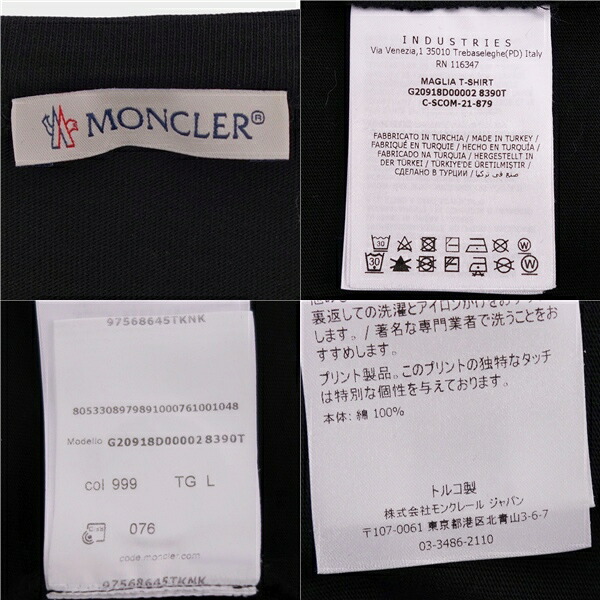 MONCLER®
INDUSTRIES
Via Venezia,1 35010 Trebaseleghe(PD) Italy
RN 116347
MAGLIA T-SHIRT
G20918D00002 8390T
C-SCOM-21-879
FABBRICATO IN TURCHIA / MADE IN TURKEY /
FABRIQUÉ EN TURQUIE / HECHO EN TURQUÍA /
FABRICADO NA TURQUIA / HERGESTELLT IN
DER TÜRKEI / TÜRKIYE'DE ÜRETILMIŞTIR /
СДЕЛАНО В ТУРЦИИ / صنع في تركيا
30 W
30 W
97568645TKNK
8053308979891000761001048
Modello G20918D00002 8390T
col 999 TG L
076
code.moncler.com
97568645TKNK
裏返しての洗濯とアイロンがけをお
します。/ 著名な専門業者で洗うことをお
すすめします。
プリント製品。このプリントの独特なタッチ
は特別な個性を与えております。
本体: 綿 100%
トルコ製
株式会社モンクレール ジャパン
〒107-0061 東京都港区北青山3-6-7
03-3486-2110